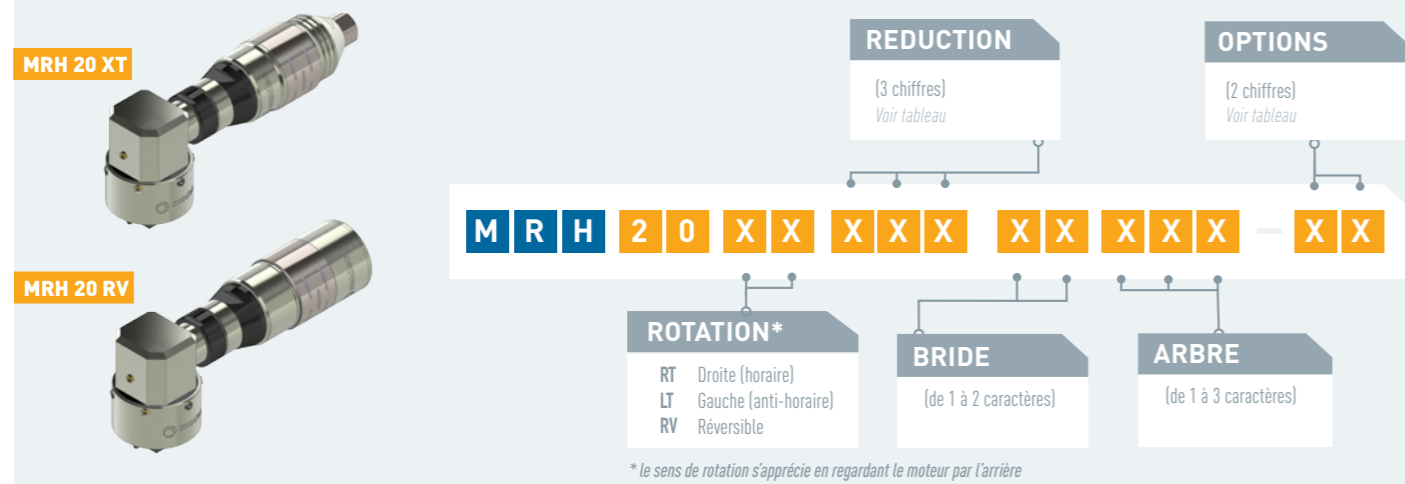 MRH 20 XT
MRH 20 RV
REDUCTION
(3 chiffres)
Voir tableau
OPTIONS
(2 chiffres)
Voir tableau
M R H 2 0 X X X X X X X X X X – X X
ROTATION*
RT Droite (horaire)
LT Gauche (anti-horaire)
RV Réversible
BRIDE
(de 1 à 2 caractères)
ARBRE
(de 1 à 3 caractères)
* le sens de rotation s’apprécie en regardant le moteur par l’arrière